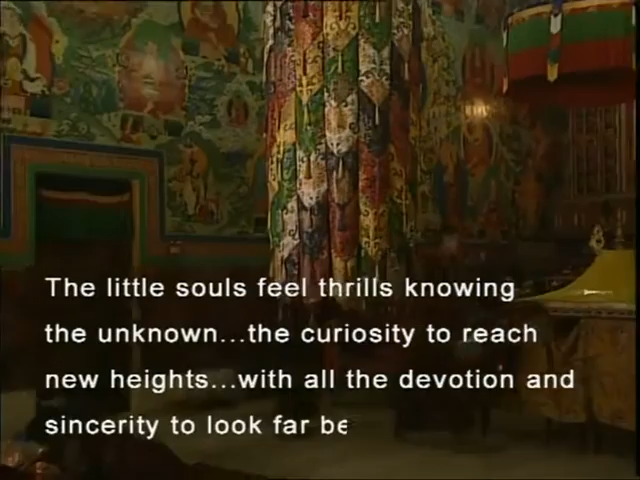 The little souls feel thrills knowing
the unknown...the curiosity to reach
new heights...with all the devotion and
sincerity to look far be